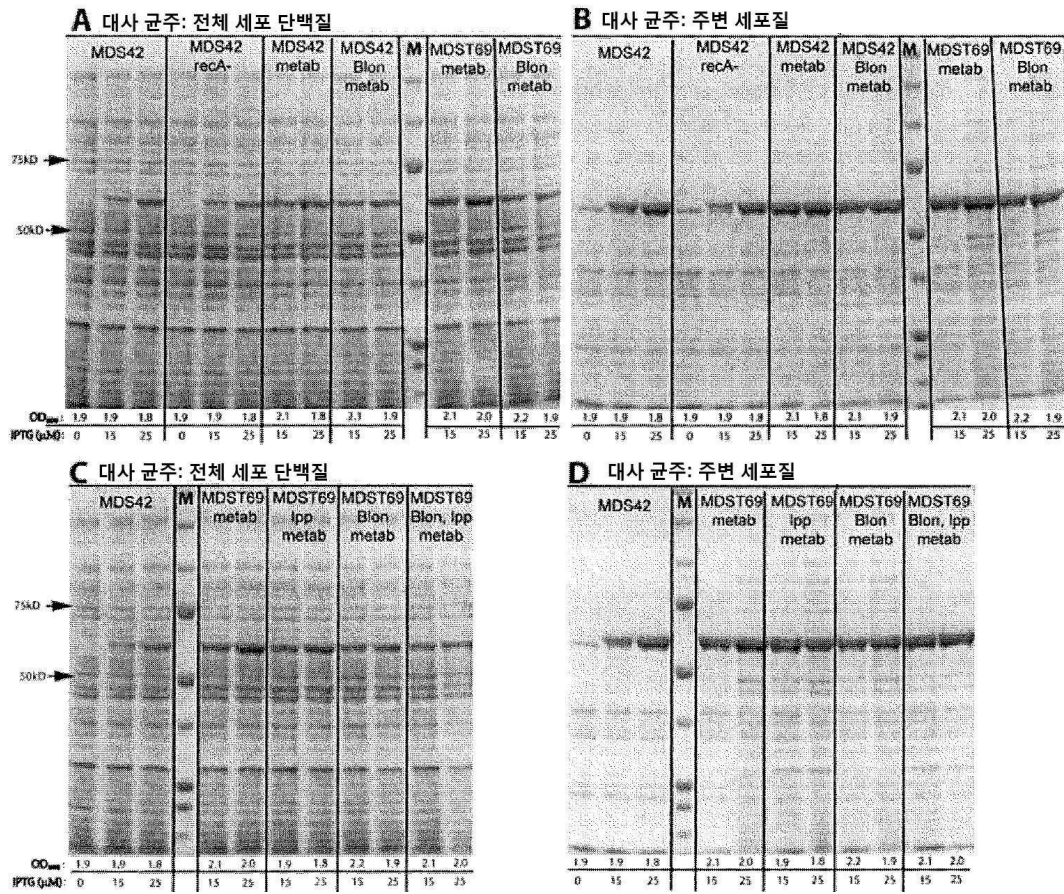 A 대사 균주: 전체 세포 단백질
MDS42
MDS42 recA-
MDS42 metab
MDS42 Blon metab
M
MDST69 metab
MDST69 Blon metab
75kD
50kD
OD₆₀₀: 1.9 1.9 1.8 1.9 1.9 1.8 2.1 1.8 2.3 1.9 2.1 2.0 2.2 1.9
IPTG (μM): 0 15 25 0 15 25 15 25 15 25 15 25 15 25
B 대사 균주: 주변 세포질
MDS42
MDS42 recA-
MDS42 metab
MDS42 Blon metab
M
MDST69 metab
MDST69 Blon metab
1.9 1.9 1.8 1.9 1.9 1.8 2.1 1.8 2.1 1.9 2.1 2.0 2.2 1.9
0 15 25 0 15 25 15 25 15 25 15 25 15 25
C 대사 균주: 전체 세포 단백질
MDS42
M
MDST69 metab
MDST69 lpp metab
MDST69 Blon metab
MDST69 Blon, lpp metab
75kD
50kD
OD₆₀₀: 1.9 1.9 1.8 2.1 2.0 1.9 1.8 2.2 1.9 2.1 2.0
IPTG (μM): 0 15 25 15 25 15 25 15 25 15 25
D 대사 균주: 주변 세포질
MDS42
M
MDST69 metab
MDST69 lpp metab
MDST69 Blon metab
MDST69 Blon, lpp metab
1.9 1.9 1.8 2.1 2.0 1.9 1.8 2.2 1.9 2.1 2.0
0 15 25 15 25 15 25 15 25 15 25